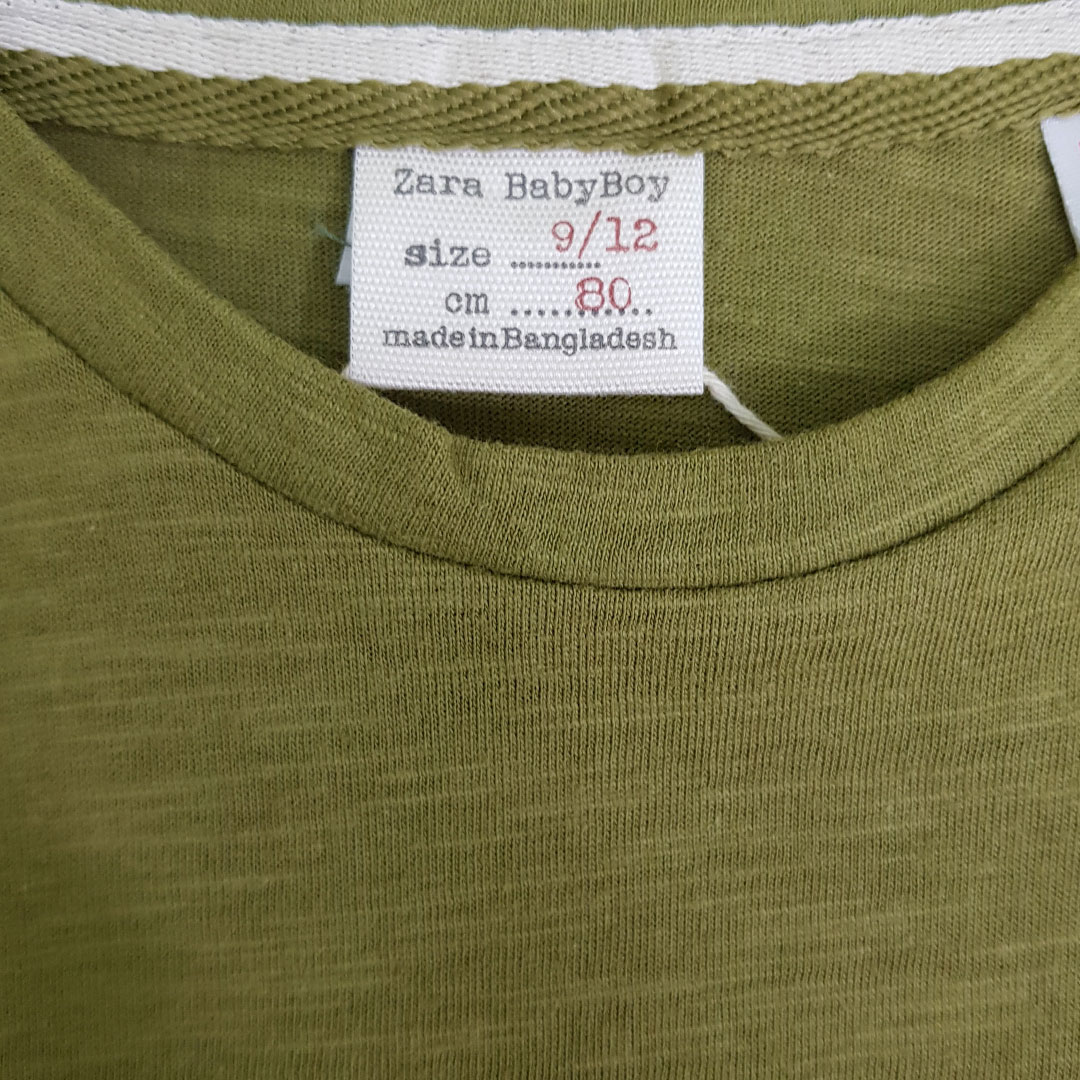 Zara BabyBoy
size ........... 9/12
cm ............ 80
made in Bangladesh